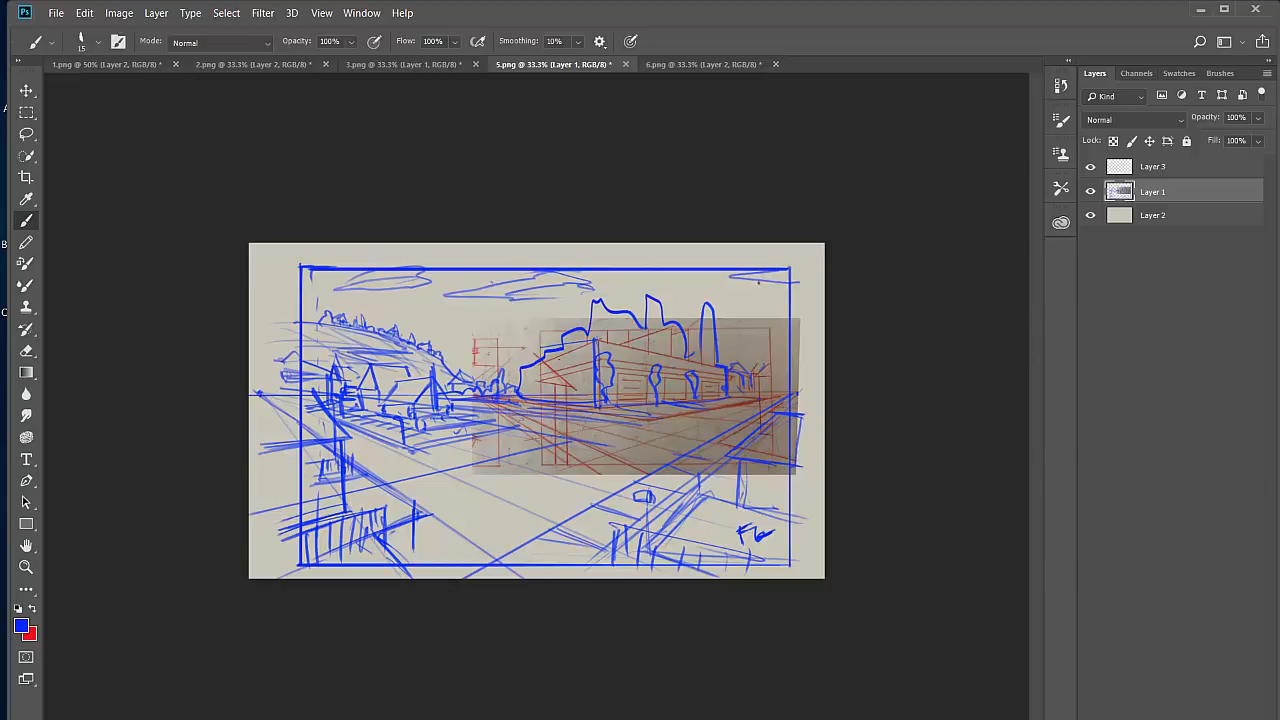 Ps File Edit Image Layer Type Select Filter 3D View Window Help
15 Mode: Normal Opacity: 100% Flow: 100% Smoothing: 10%
1.png @ 50% (Layer 2, RGB/8) * 2.png @ 33.3% (Layer 2, RGB/8) * 3.png @ 33.3% (Layer 1, RGB/8) * 5.png @ 33.3% (Layer 1, RGB/8) * 6.png @ 33.3% (Layer 2, RGB/8) *
Layers Channels Swatches Brushes
Kind
Normal Opacity: 100%
Lock: Fill: 100%
Layer 3
Layer 1
Layer 2